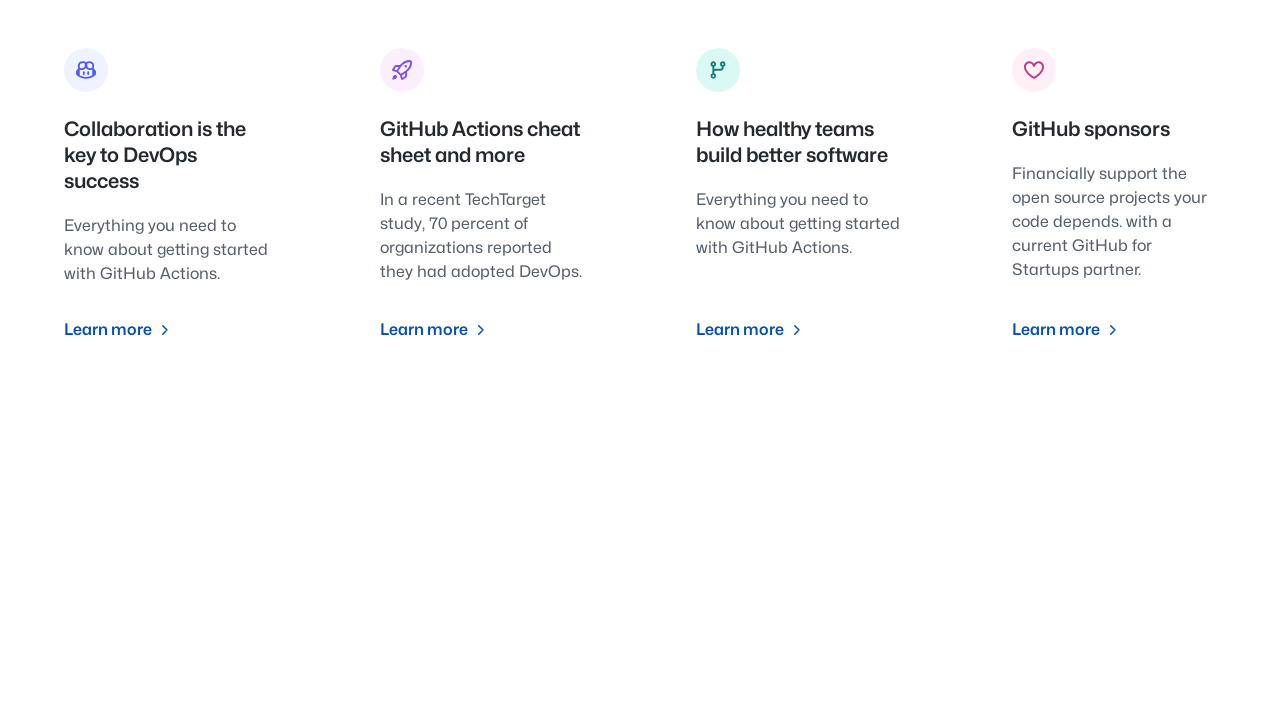 Collaboration is the
key to DevOps
success
Everything you need to
know about getting started
with GitHub Actions.
Learn more
GitHub Actions cheat
sheet and more
In a recent TechTarget
study, 70 percent of
organizations reported
they had adopted DevOps.
Learn more
How healthy teams
build better software
Everything you need to
know about getting started
with GitHub Actions.
Learn more
GitHub sponsors
Financially support the
open source projects your
code depends. with a
current GitHub for
Startups partner.
Learn more